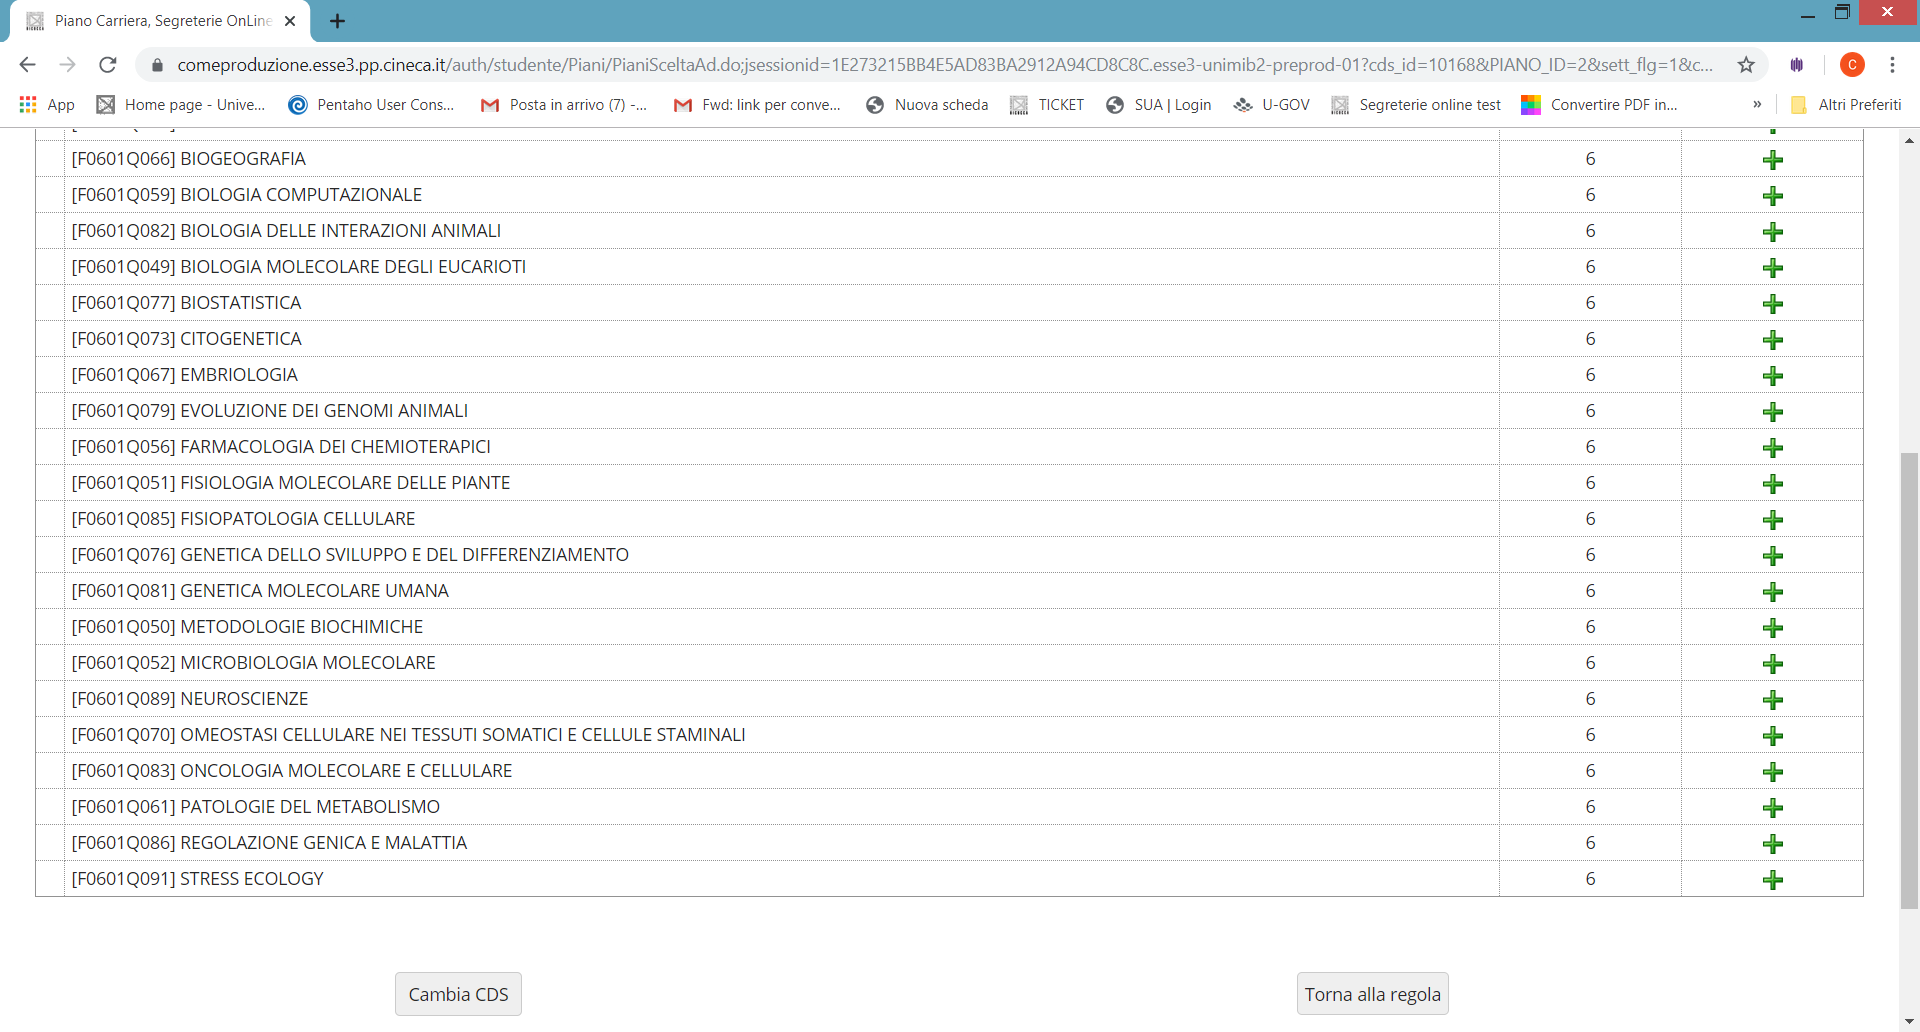 Piano Carriera, Segreterie OnLine
comeproduzione.esse3.pp.cineca.it/auth/studente/Piani/PianiSceltaAd.do;jsessionid=1E273215BB4E5AD83BA2912A94CD8C8C.esse3-unimib2-preprod-01?cds_id=10168&PIANO_ID=2&sett_flg=1&c...
C
App Home page - Unive... Pentaho User Cons... Posta in arrivo (7) -... Fwd: link per conve... Nuova scheda TICKET SUA | Login U-GOV Segreterie online test Convertire PDF in... » Altri Preferiti
[F0601Q066] BIOGEOGRAFIA 6
[F0601Q059] BIOLOGIA COMPUTAZIONALE 6
[F0601Q082] BIOLOGIA DELLE INTERAZIONI ANIMALI 6
[F0601Q049] BIOLOGIA MOLECOLARE DEGLI EUCARIOTI 6
[F0601Q077] BIOSTATISTICA 6
[F0601Q073] CITOGENETICA 6
[F0601Q067] EMBRIOLOGIA 6
[F0601Q079] EVOLUZIONE DEI GENOMI ANIMALI 6
[F0601Q056] FARMACOLOGIA DEI CHEMIOTERAPICI 6
[F0601Q051] FISIOLOGIA MOLECOLARE DELLE PIANTE 6
[F0601Q085] FISIOPATOLOGIA CELLULARE 6
[F0601Q076] GENETICA DELLO SVILUPPO E DEL DIFFERENZIAMENTO 6
[F0601Q081] GENETICA MOLECOLARE UMANA 6
[F0601Q050] METODOLOGIE BIOCHIMICHE 6
[F0601Q052] MICROBIOLOGIA MOLECOLARE 6
[F0601Q089] NEUROSCIENZE 6
[F0601Q070] OMEOSTASI CELLULARE NEI TESSUTI SOMATICI E CELLULE STAMINALI 6
[F0601Q083] ONCOLOGIA MOLECOLARE E CELLULARE 6
[F0601Q061] PATOLOGIE DEL METABOLISMO 6
[F0601Q086] REGOLAZIONE GENICA E MALATTIA 6
[F0601Q091] STRESS ECOLOGY 6
Cambia CDS Torna alla regola